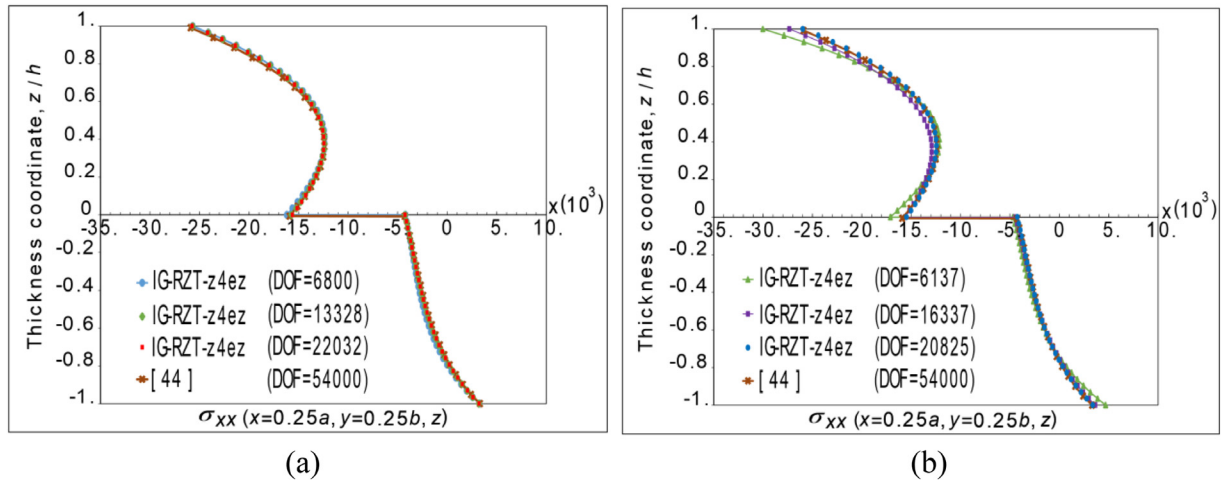 Thickness coordinate, z / h
1.
0.8
0.6
0.4
0.2
0
-0.2
-0.4
-0.6
-0.8
-1.
-35. -30. -25. -20. -15. -10. -5. 0 5. 10.
x(10³)
IG-RZT-z4ez (DOF=6800)
IG-RZT-z4ez (DOF=13328)
IG-RZT-z4ez (DOF=22032)
[ 44 ] (DOF=54000)
σxx (x=0.25a, y=0.25b, z)
(a)
Thickness coordinate, z / h
1.
0.8
0.6
0.4
0.2
0
-0.2
-0.4
-0.6
-0.8
-1.
-35. -30. -25. -20. -15. -10. -5. 0 5. 10.
x(10³)
IG-RZT-z4ez (DOF=6137)
IG-RZT-z4ez (DOF=16337)
IG-RZT-z4ez (DOF=20825)
[ 44 ] (DOF=54000)
σxx (x=0.25a, y=0.25b, z)
(b)